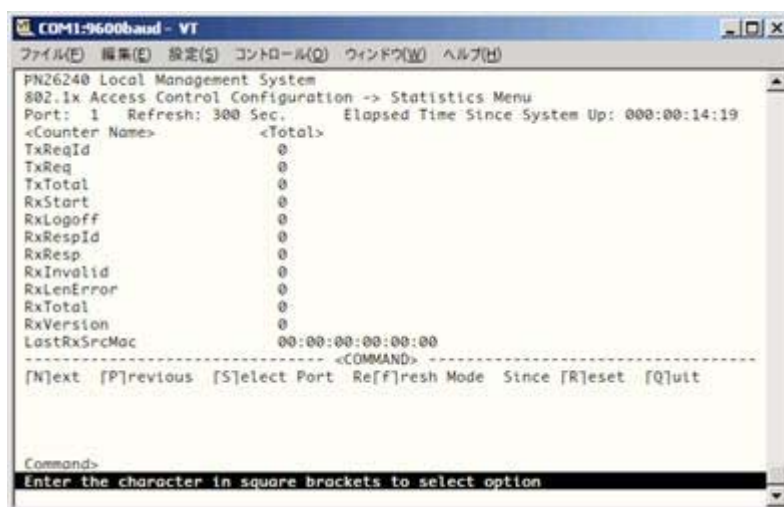 COM1:9600baud - VT
ファイル(F) 編集(E) 設定(S) コントロール(O) ウィンドウ(W) ヘルプ(H)
PN26240 Local Management System
802.1x Access Control Configuration -> Statistics Menu
Port: 1 Refresh: 300 Sec. Elapsed Time Since System Up: 000:00:14:19
<Counter Name> <Total>
TxReqId 0
TxReq 0
TxTotal 0
RxStart 0
RxLogoff 0
RxRespId 0
RxResp 0
RxInvalid 0
RxLenError 0
RxTotal 0
RxVersion 0
LastRxSrcMac 00:00:00:00:00:00
----------------------------------- <COMMAND> -----------------------------------
[N]ext [P]revious [S]elect Port Re[f]resh Mode Since [R]eset [Q]uit
Command>
Enter the character in square brackets to select option